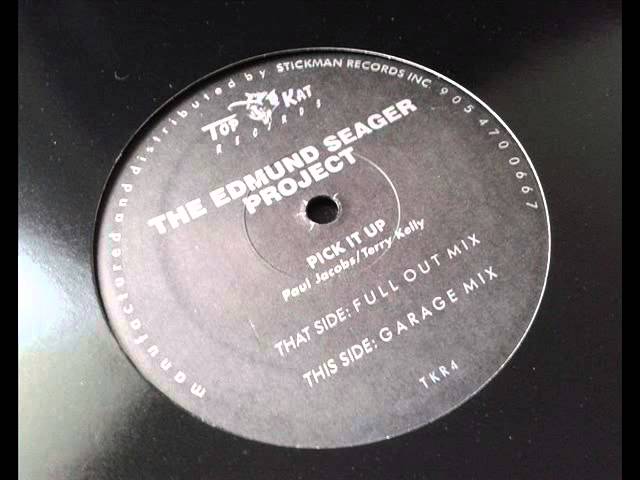 manufactored and distributed by STICKMAN RECORDS INC. 905 470 0667
TOP KAT
RECORDS
THE EDMUND SEAGER
PROJECT
PICK IT UP
Paul Jacobs/Terry Kelly
THAT SIDE: FULL OUT MIX
THIS SIDE: GARAGE MIX
TKR4